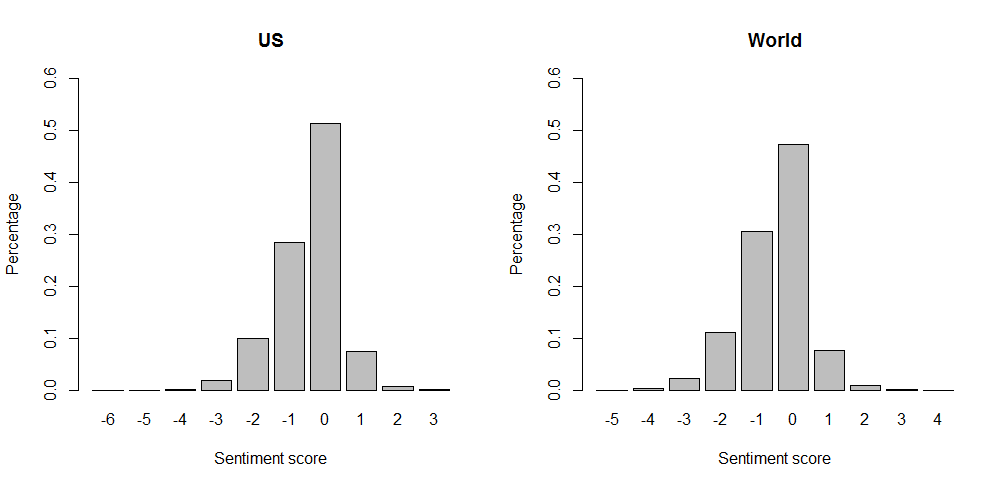 US
0.6
0.5
0.4
0.3
0.2
0.1
0.0
Percentage
-6 -5 -4 -3 -2 -1 0 1 2 3
Sentiment score
World
0.6
0.5
0.4
0.3
0.2
0.1
0.0
Percentage
-5 -4 -3 -2 -1 0 1 2 3 4
Sentiment score